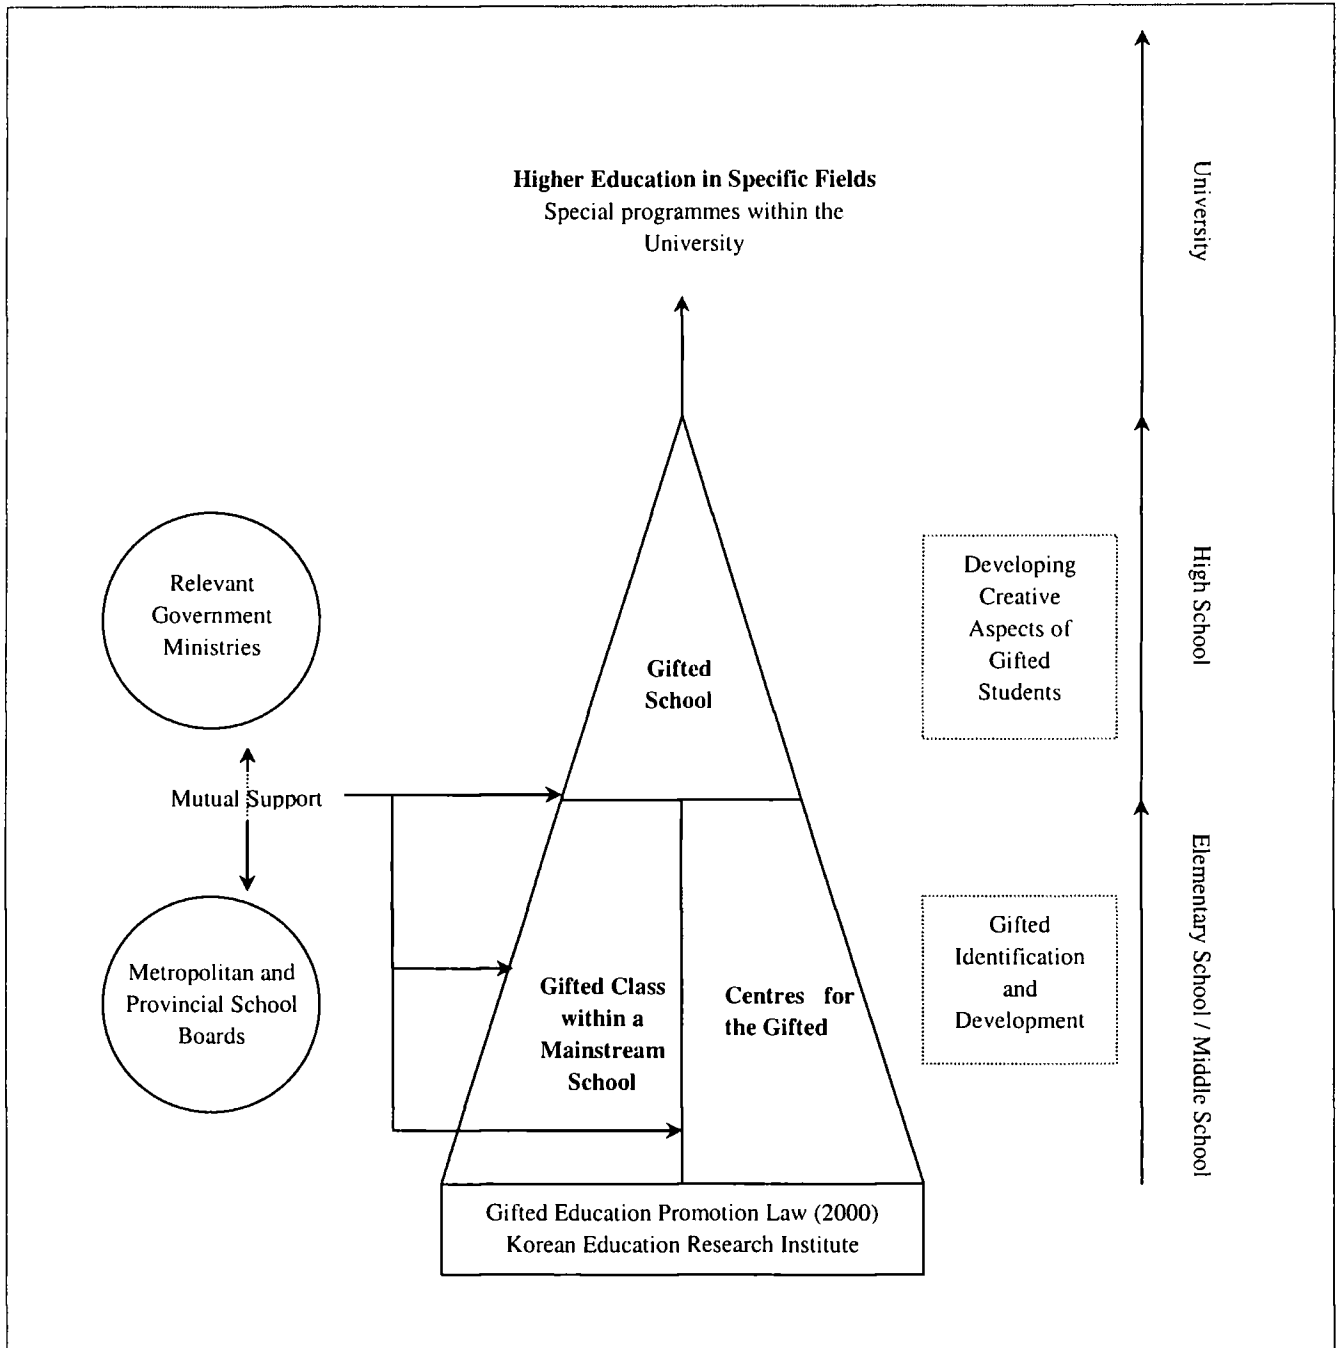 Higher Education in Specific Fields
Special programmes within the
University
University
Relevant
Government
Ministries
Developing
Creative
Aspects of
Gifted
Students
High School
Gifted
School
Mutual Support
Metropolitan and
Provincial School
Boards
Gifted Class
within a
Mainstream
School
Centres for
the Gifted
Gifted
Identification
and
Development
Elementary School / Middle School
Gifted Education Promotion Law (2000)
Korean Education Research Institute